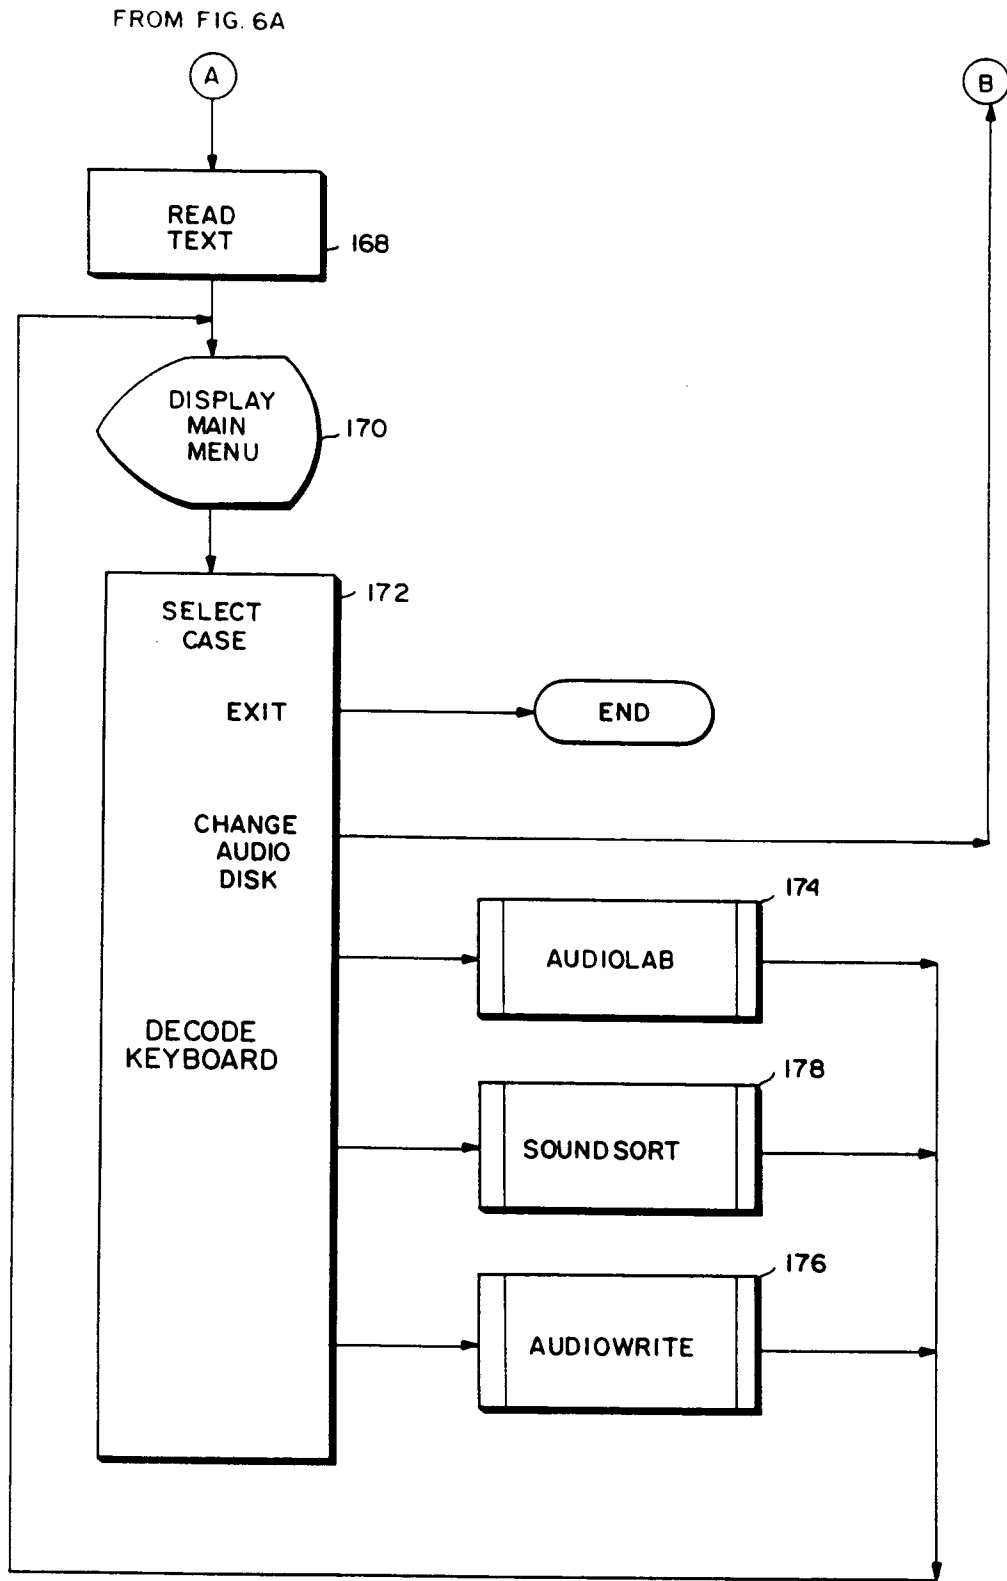 FROM FIG. 6A
A
B
READ
TEXT
168
DISPLAY
MAIN
MENU
170
172
SELECT
CASE
EXIT
END
CHANGE
AUDIO
DISK
174
AUDIOLAB
DECODE
KEYBOARD
178
SOUNDSORT
176
AUDIOWRITE